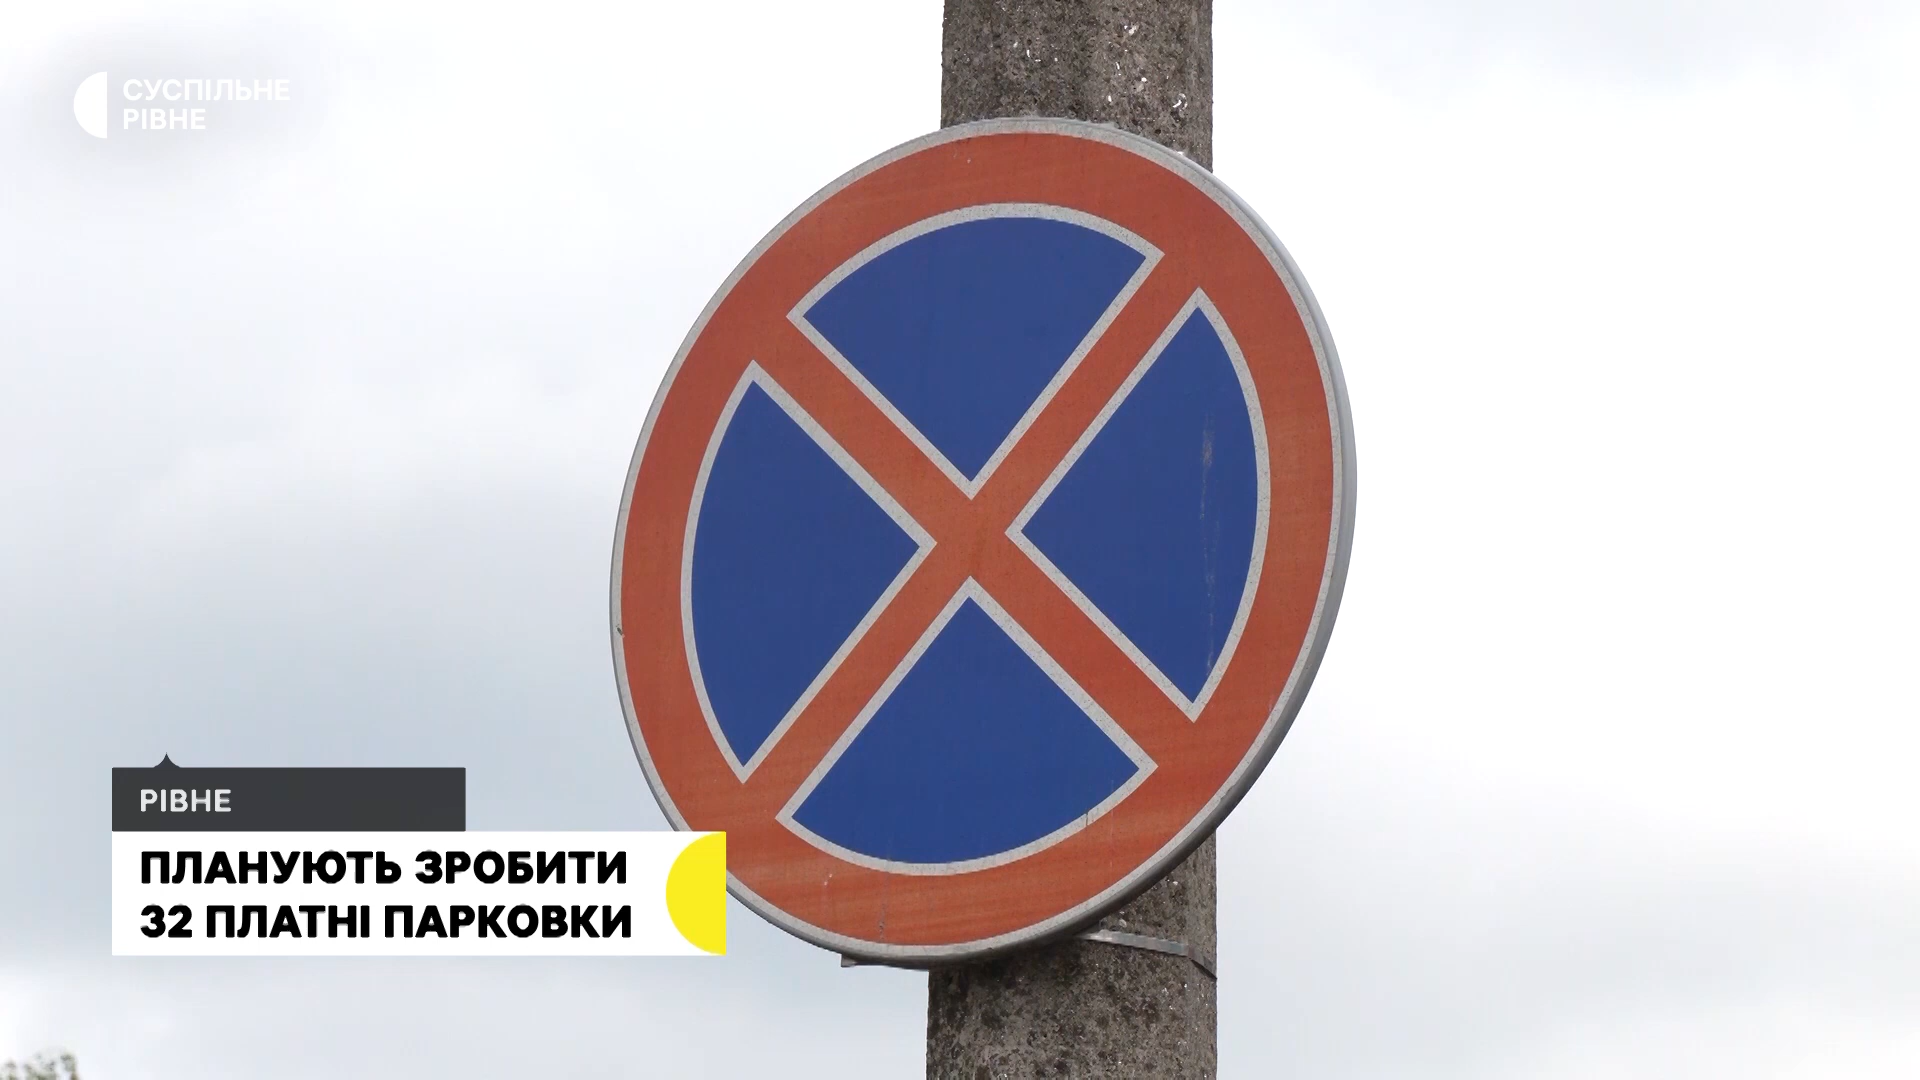 СУСПІЛЬНЕ
РІВНЕ
РІВНЕ
ПЛАНУЮТЬ ЗРОБИТИ
32 ПЛАТНІ ПАРКОВКИ